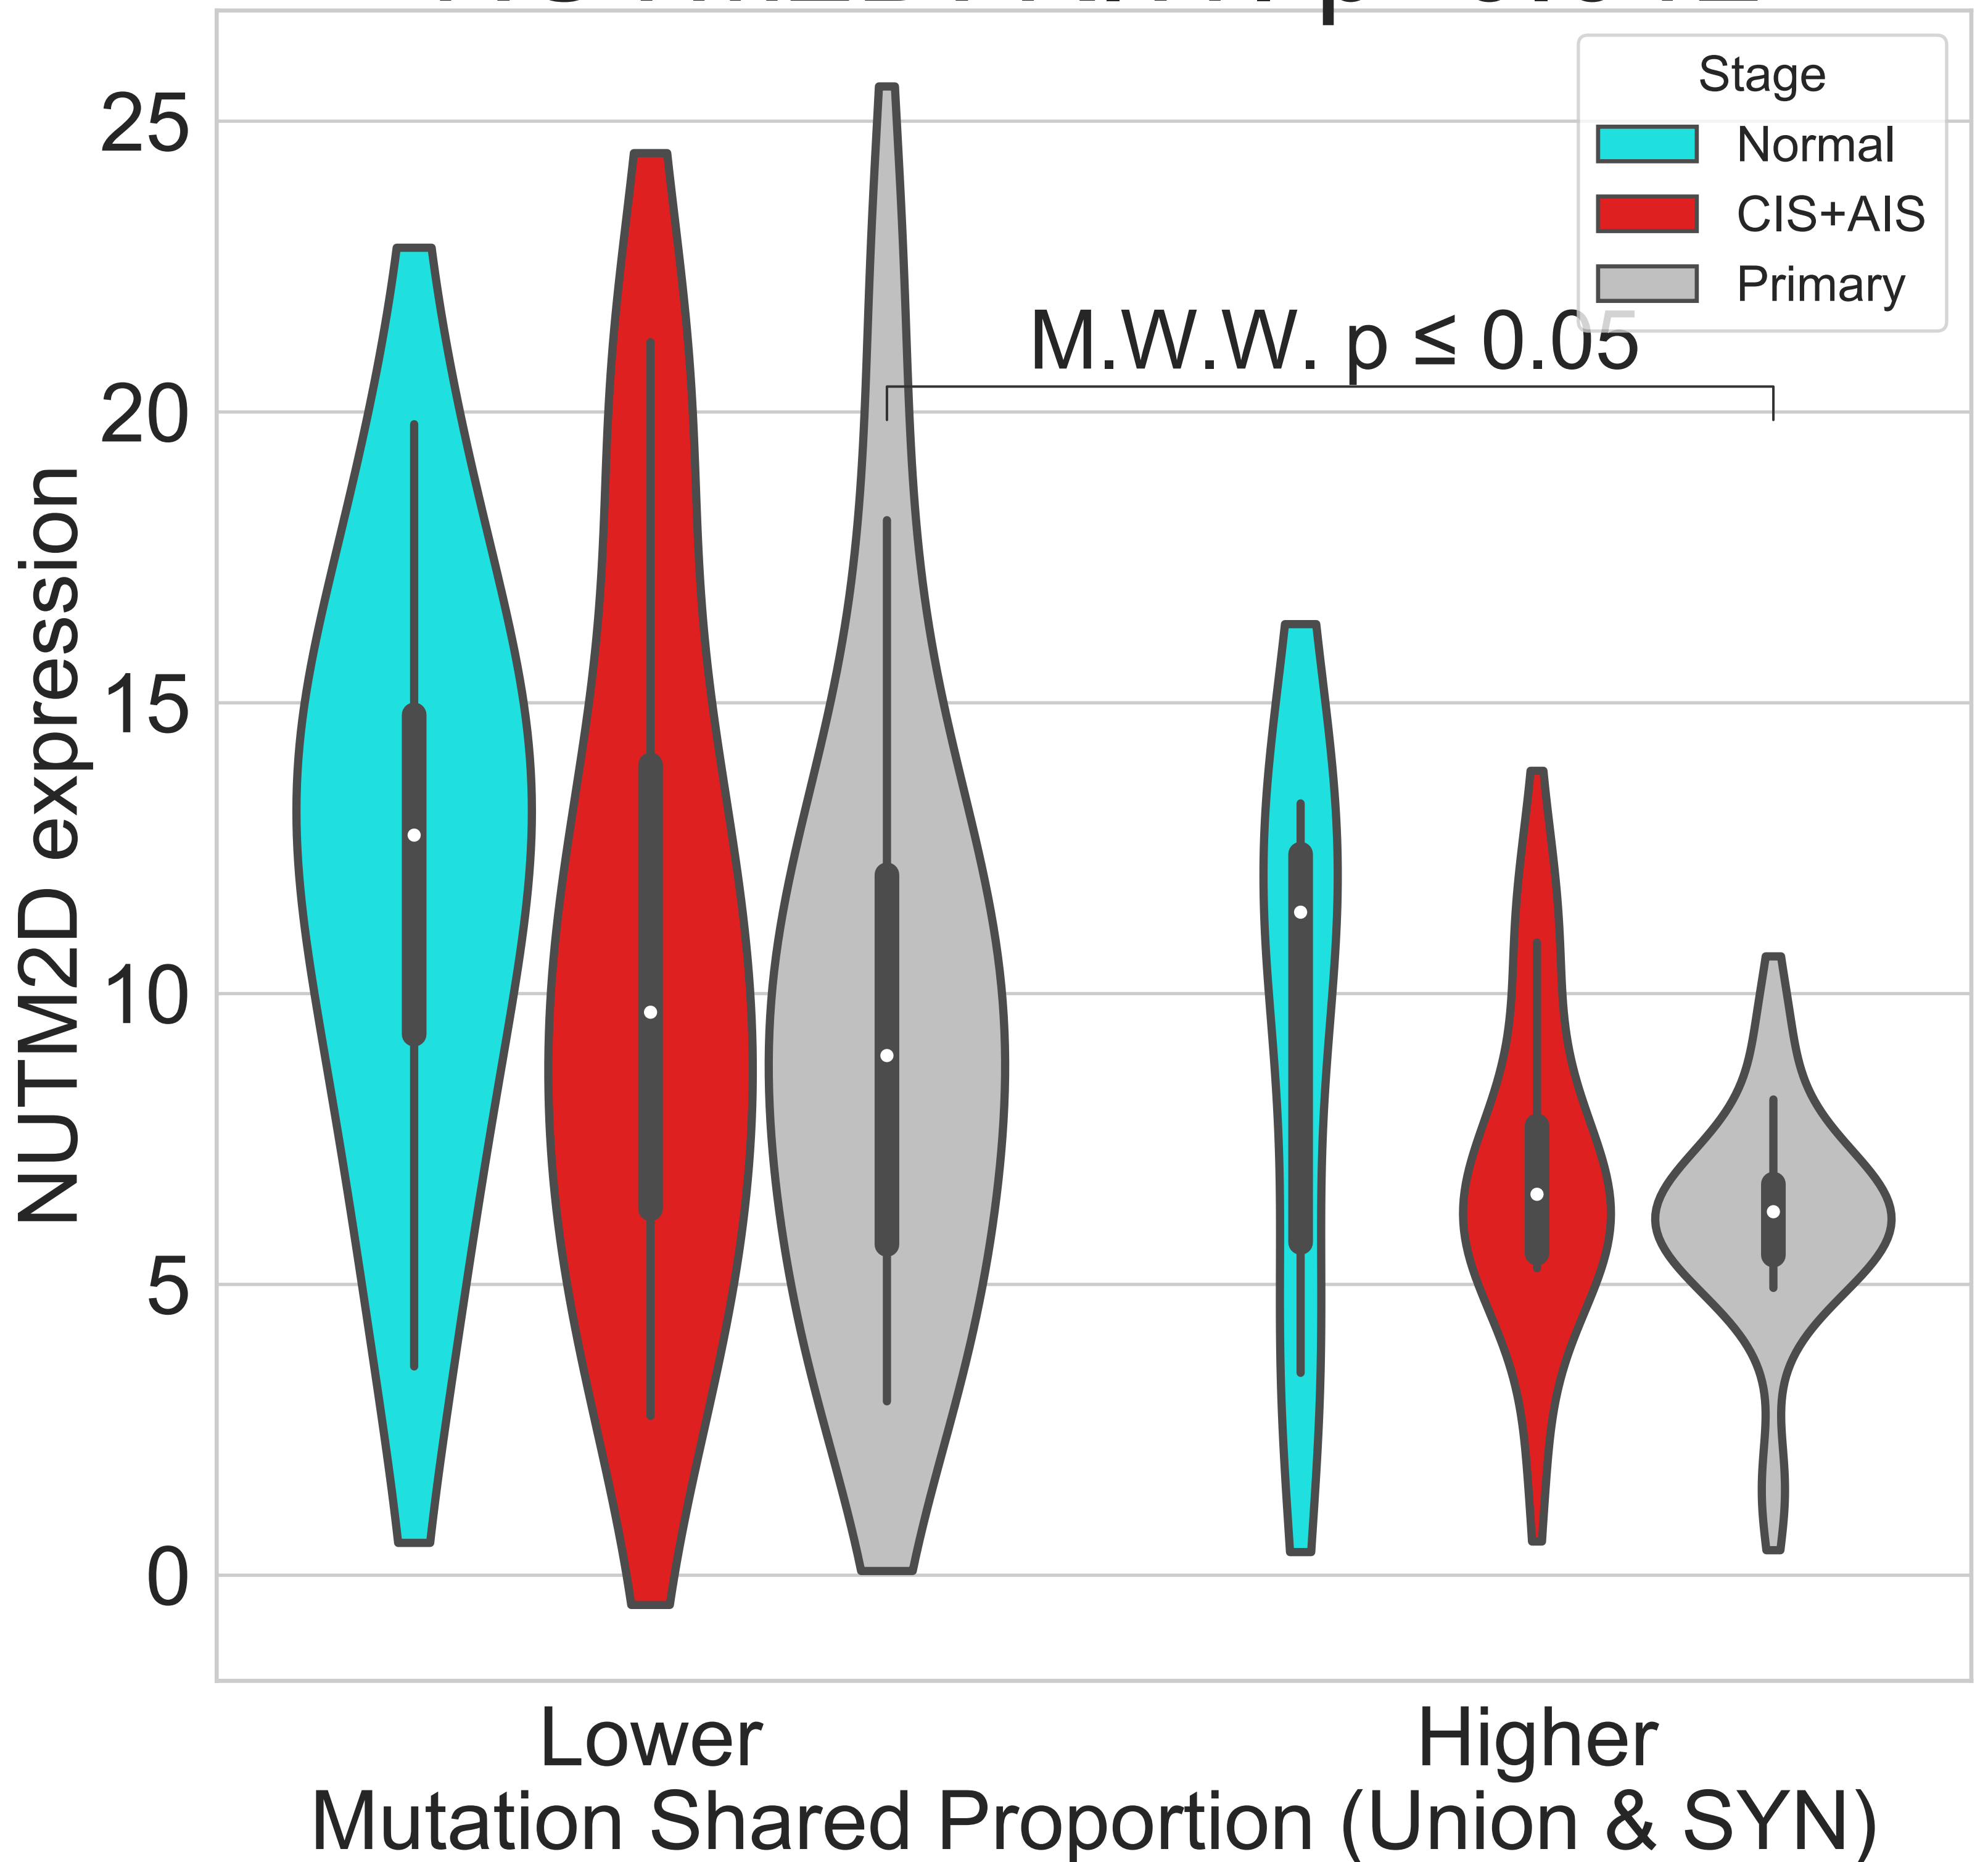 Stage
Normal
CIS+AIS
Primary
M.W.W. p ≤ 0.05
25
20
15
10
5
0
NUTM2D expression
Lower
Higher
Mutation Shared Proportion (Union & SYN)